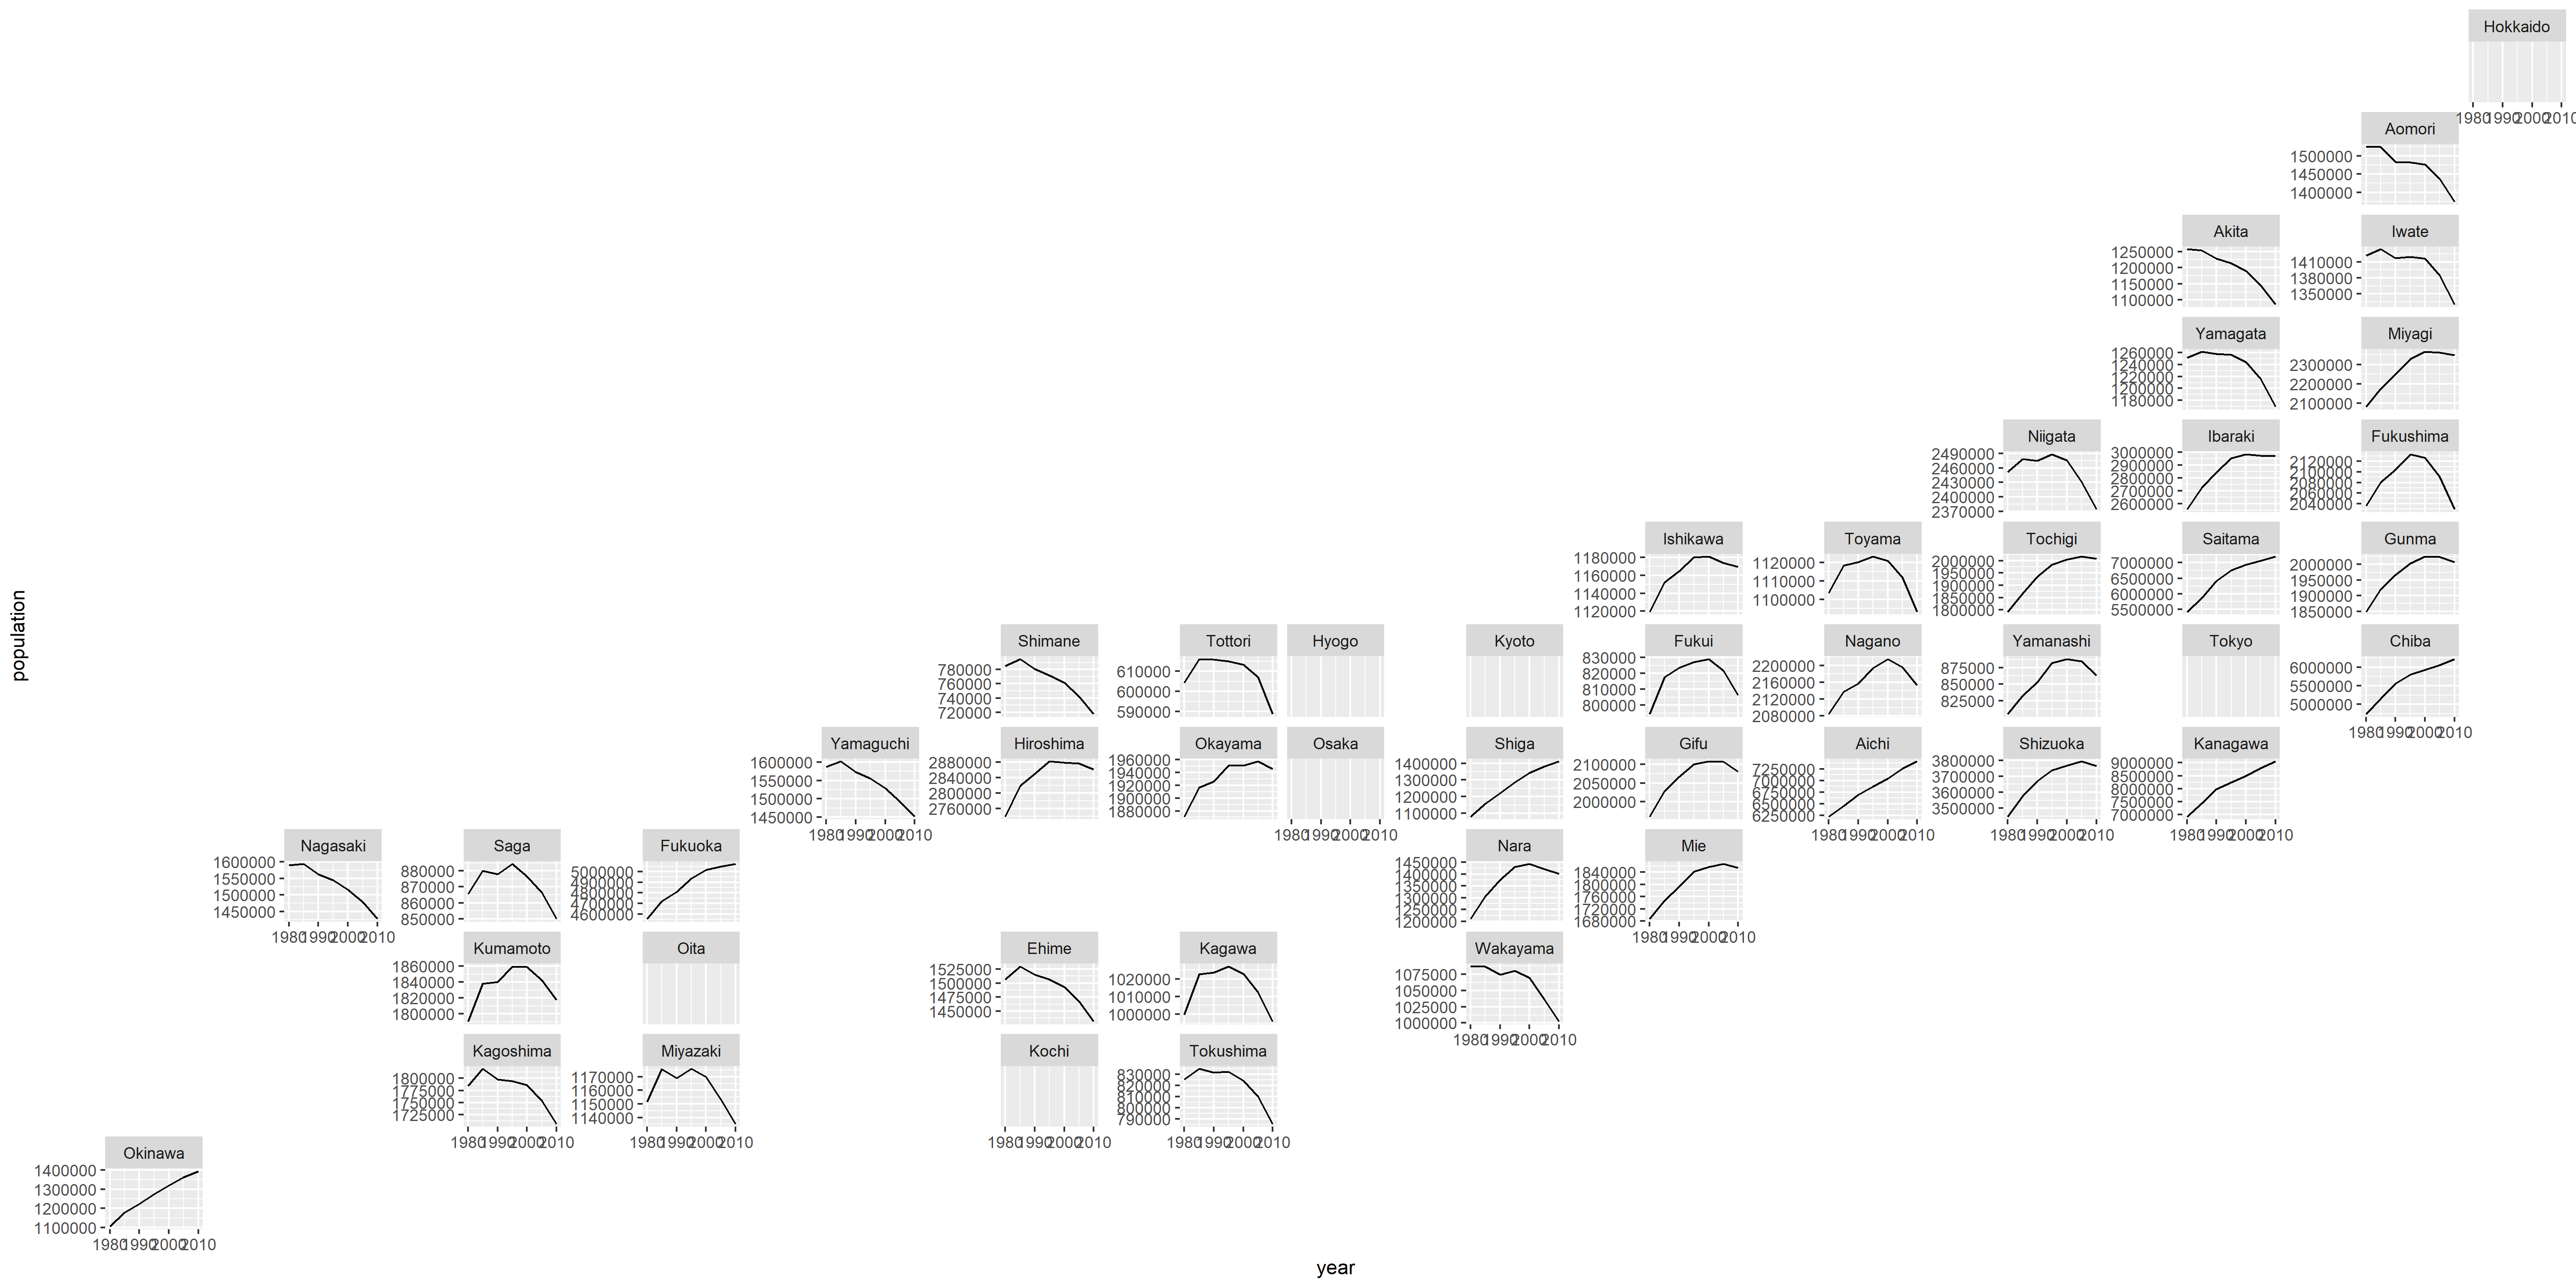 population
Hokkaido
1980 1990 2000 2010
Aomori
1500000
1450000
1400000
Akita
1250000
1200000
1150000
1100000
Iwate
1410000
1380000
1350000
Yamagata
1260000
1240000
1220000
1200000
1180000
Miyagi
2300000
2200000
2100000
Niigata
2490000
2460000
2430000
2400000
2370000
Ibaraki
3000000
2900000
2800000
2700000
2600000
Fukushima
2120000
2100000
2080000
2060000
2040000
Ishikawa
1180000
1160000
1140000
1120000
Toyama
1120000
1110000
1100000
Tochigi
2000000
1950000
1900000
1850000
1800000
Saitama
7000000
6500000
6000000
5500000
Gunma
2000000
1950000
1900000
1850000
Shimane
780000
760000
740000
720000
Tottori
610000
600000
590000
Hyogo
Kyoto
Fukui
830000
820000
810000
800000
Nagano
2200000
2160000
2120000
2080000
Yamanashi
875000
850000
825000
Tokyo
Chiba
6000000
5500000
5000000
1980 1990 2000 2010
Yamaguchi
1600000
1550000
1500000
1450000
1980 1990 2000 2010
Hiroshima
2880000
2840000
2800000
2760000
Okayama
1960000
1940000
1920000
1900000
1880000
Osaka
1980 1990 2000 2010
Shiga
1400000
1300000
1200000
1100000
Gifu
2100000
2050000
2000000
Aichi
7250000
7000000
6750000
6500000
6250000
1980 1990 2000 2010
Shizuoka
3800000
3700000
3600000
3500000
1980 1990 2000 2010
Kanagawa
9000000
8500000
8000000
7500000
7000000
1980 1990 2000 2010
Nagasaki
1600000
1550000
1500000
1450000
1980 1990 2000 2010
Saga
880000
870000
860000
850000
Fukuoka
5000000
4900000
4800000
4700000
4600000
Nara
1450000
1400000
1350000
1300000
1250000
1200000
Mie
1840000
1800000
1760000
1720000
1680000
1980 1990 2000 2010
Kumamoto
1860000
1840000
1820000
1800000
Oita
Ehime
1525000
1500000
1475000
1450000
Kagawa
1020000
1010000
1000000
Wakayama
1075000
1050000
1025000
1000000
1980 1990 2000 2010
Kagoshima
1800000
1775000
1750000
1725000
1980 1990 2000 2010
Miyazaki
1170000
1160000
1150000
1140000
1980 1990 2000 2010
Kochi
1980 1990 2000 2010
Tokushima
830000
820000
810000
800000
790000
1980 1990 2000 2010
Okinawa
1400000
1300000
1200000
1100000
1980 1990 2000 2010
year